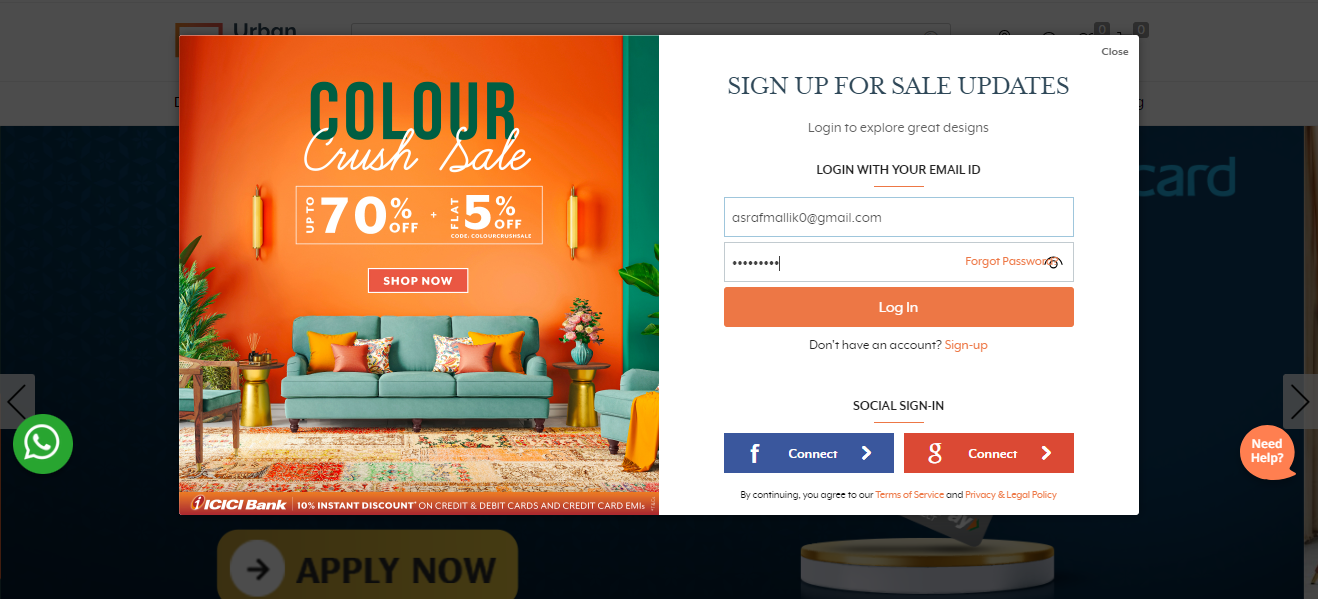 Urban
0
0
Close
COLOUR
Crush Sale
UP TO 70% OFF + FLAT 5% OFF
CODE: COLOURCRUSHSALE
SHOP NOW
ICICI Bank 10% INSTANT DISCOUNT* ON CREDIT & DEBIT CARDS AND CREDIT CARD EMIs
SIGN UP FOR SALE UPDATES
Login to explore great designs
LOGIN WITH YOUR EMAIL ID
asrafmallik0@gmail.com
•••••••••
Forgot Password
Log In
Don't have an account? Sign-up
SOCIAL SIGN-IN
f Connect
g Connect
By continuing, you agree to our Terms of Service and Privacy & Legal Policy
card
Need
Help?
APPLY NOW